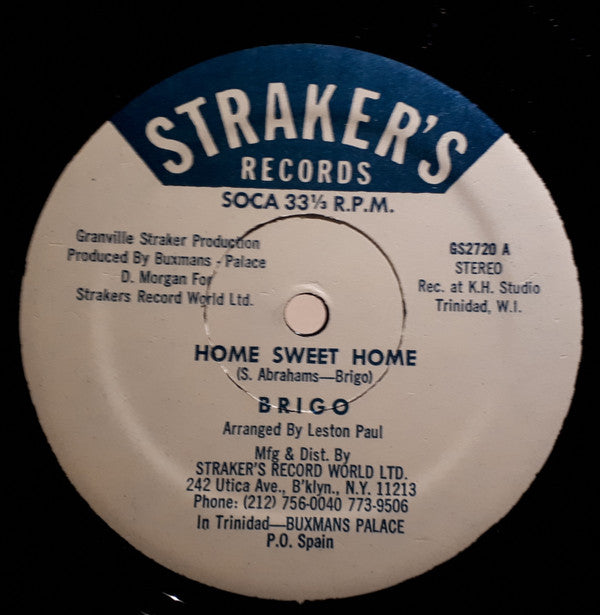 STRAKER'S
RECORDS
SOCA 33⅓ R.P.M.
Granville Straker Production
Produced By Buxmans - Palace
D. Morgan For
Strakers Record World Ltd.
GS2720 A
STEREO
Rec. at K.H. Studio
Trinidad, W.I.
HOME SWEET HOME
(S. Abrahams—Brigo)
BRIGO
Arranged By Leston Paul
Mfg & Dist. By
STRAKER'S RECORD WORLD LTD.
242 Utica Ave., B'klyn., N.Y. 11213
Phone: (212) 756-0040 773-9506
In Trinidad—BUXMANS PALACE
P.O. Spain